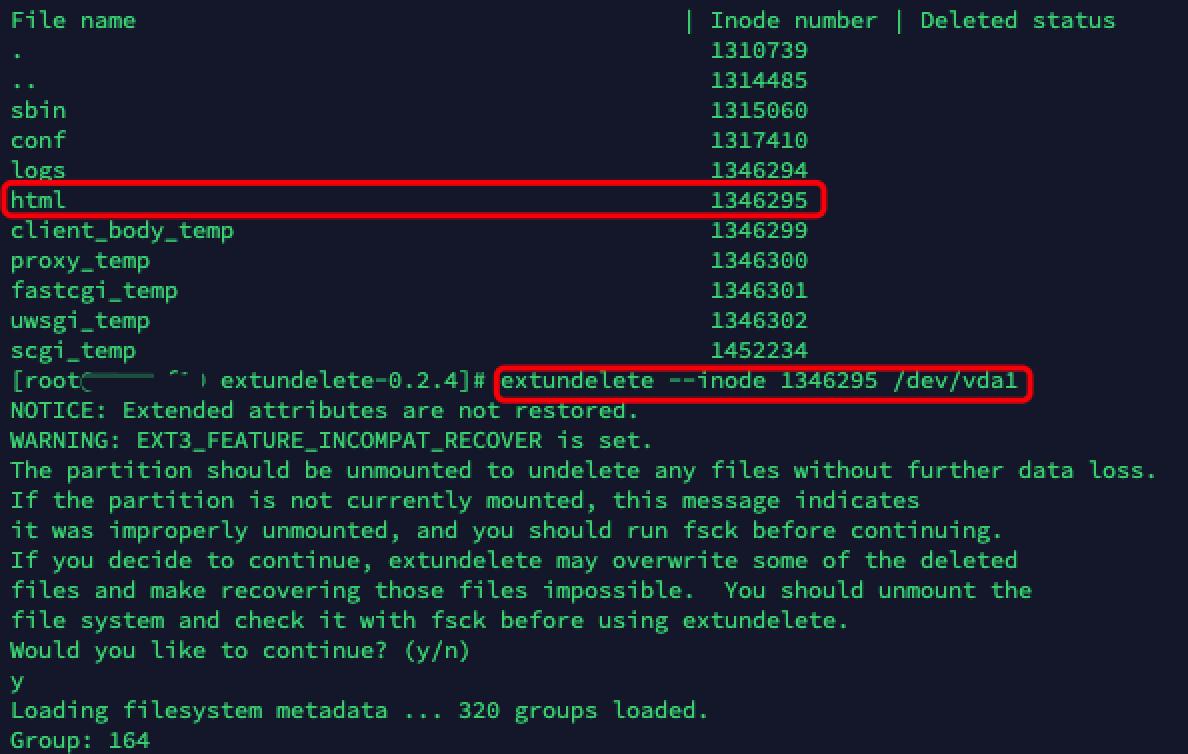 File name | Inode number | Deleted status
. 1310739
.. 1314485
sbin 1315060
conf 1317410
logs 1346294
html 1346295
client_body_temp 1346299
proxy_temp 1346300
fastcgi_temp 1346301
uwsgi_temp 1346302
scgi_temp 1452234
[root extundelete-0.2.4]# extundelete --inode 1346295 /dev/vda1
NOTICE: Extended attributes are not restored.
WARNING: EXT3_FEATURE_INCOMPAT_RECOVER is set.
The partition should be unmounted to undelete any files without further data loss.
If the partition is not currently mounted, this message indicates
it was improperly unmounted, and you should run fsck before continuing.
If you decide to continue, extundelete may overwrite some of the deleted
files and make recovering those files impossible.  You should unmount the
file system and check it with fsck before using extundelete.
Would you like to continue? (y/n)
y
Loading filesystem metadata ... 320 groups loaded.
Group: 164